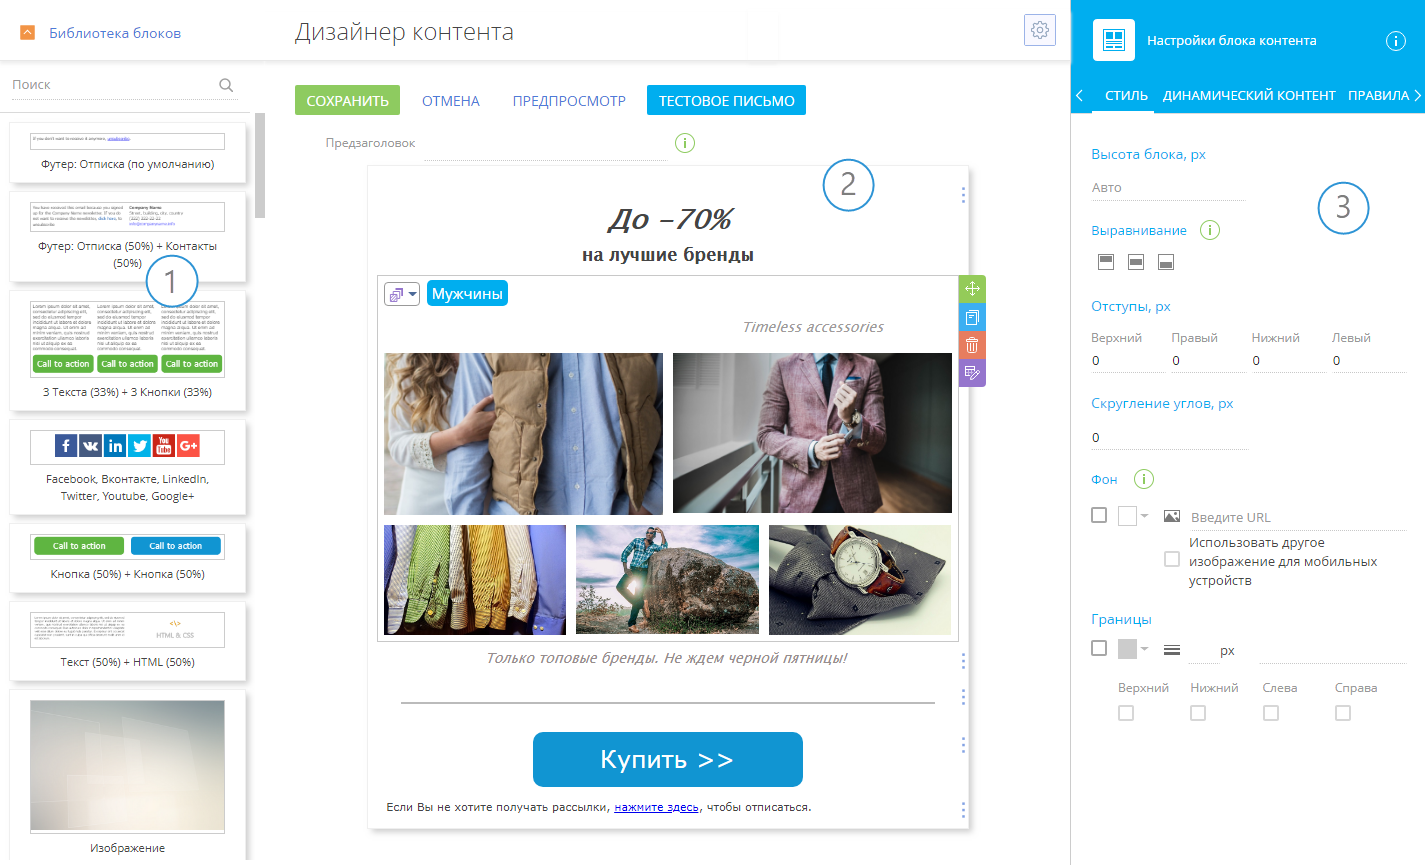 Библиотека блоков
Поиск
If you don't want to receive it anymore, unsubscribe.
Футер: Отписка (по умолчанию)
You have received this email because you signed
up for the Company Name newsletter. If you do
not want to receive the newsletter, click here, to
unsubscribe
Company Name
Street, building, city, country
(322) 322-22-22
info@companyname.info
Футер: Отписка (50%) + Контакты
(50%)
1
Call to action
Call to action
Call to action
3 Текста (33%) + 3 Кнопки (33%)
f
in
You
Tube
G+
Facebook, Вконтакте, LinkedIn,
Twitter, Youtube, Google+
Call to action
Call to action
Кнопка (50%) + Кнопка (50%)
HTML & CSS
Текст (50%) + HTML (50%)
Изображение
Дизайнер контента
СОХРАНИТЬ
ОТМЕНА
ПРЕДПРОСМОТР
ТЕСТОВОЕ ПИСЬМО
Предзаголовок
i
2
До -70%
на лучшие бренды
Мужчины
Timeless accessories
Только топовые бренды. Не ждем черной пятницы!
Купить >>
Если Вы не хотите получать рассылки, нажмите здесь, чтобы отписаться.
Настройки блока контента
i
СТИЛЬ
ДИНАМИЧЕСКИЙ КОНТЕНТ
ПРАВИЛА
Высота блока, px
Авто
3
Выравнивание
i
Отступы, px
Верхний
Правый
Нижний
Левый
0
0
0
0
Скругление углов, px
0
Фон
i
Введите URL
Использовать другое
изображение для мобильных
устройств
Границы
px
Верхний
Нижний
Слева
Справа